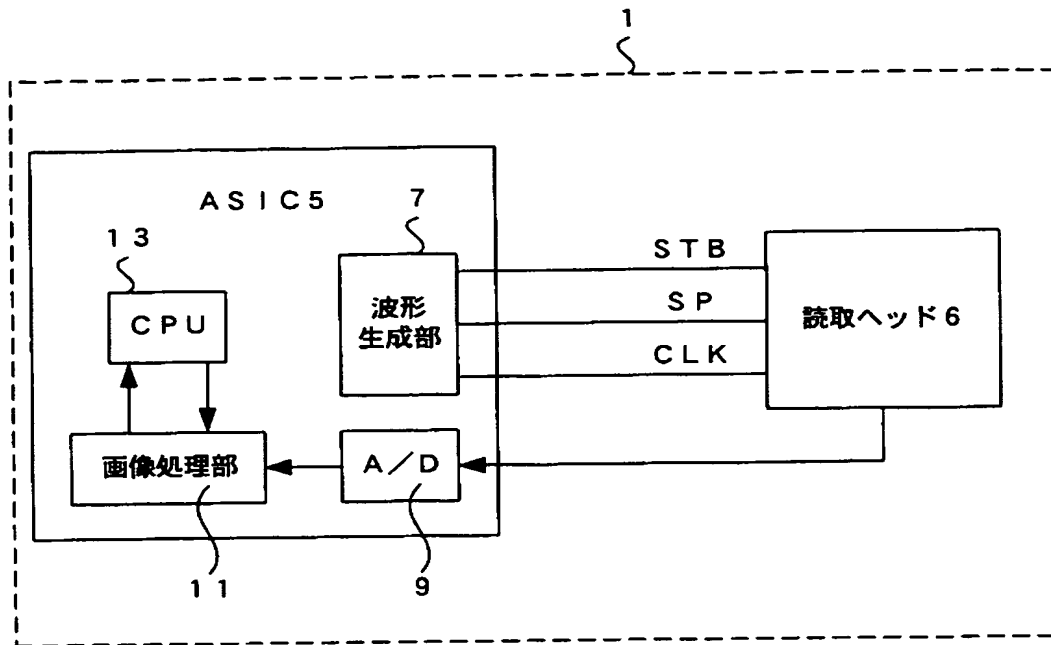 1
ASIC5
7
13
CPU
波形
生成部
STB
SP
CLK
読取ヘッド6
画像処理部
A/D
11
9